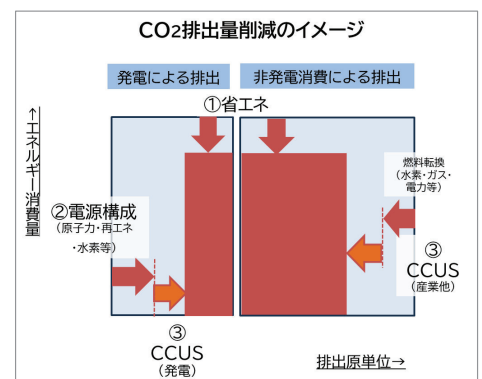 CO2排出量削減のイメージ
発電による排出
非発電消費による排出
①省エネ
←エネルギー消費量
燃料転換
(水素・ガス・
電力等)
②電源構成
(原子力・再エネ
・水素等)
③
CCUS
(産業他)
③
CCUS
(発電)
排出原単位→